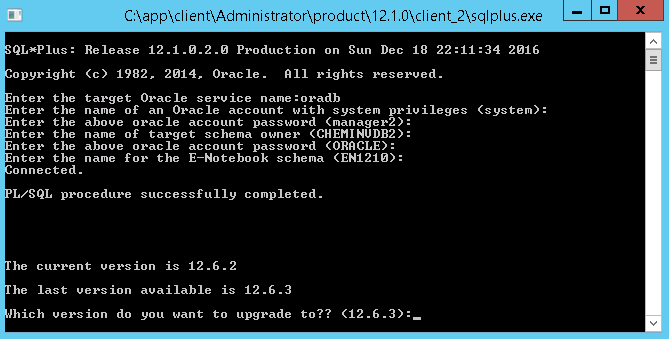 C:\app\client\Administrator\product\12.1.0\client_2\sqlplus.exe
SQL*Plus: Release 12.1.0.2.0 Production on Sun Dec 18 22:11:34 2016
Copyright (c) 1982, 2014, Oracle.  All rights reserved.
Enter the target Oracle service name:oradb
Enter the name of an Oracle account with system privileges (system):
Enter the above oracle account password (manager2):
Enter the name of target schema owner (CHEMINVDB2):
Enter the above oracle account password (ORACLE):
Enter the name for the E-Notebook schema (EN1210):
Connected.
PL/SQL procedure successfully completed.
The current version is 12.6.2
The last version available is 12.6.3
Which version do you want to upgrade to?? (12.6.3):_